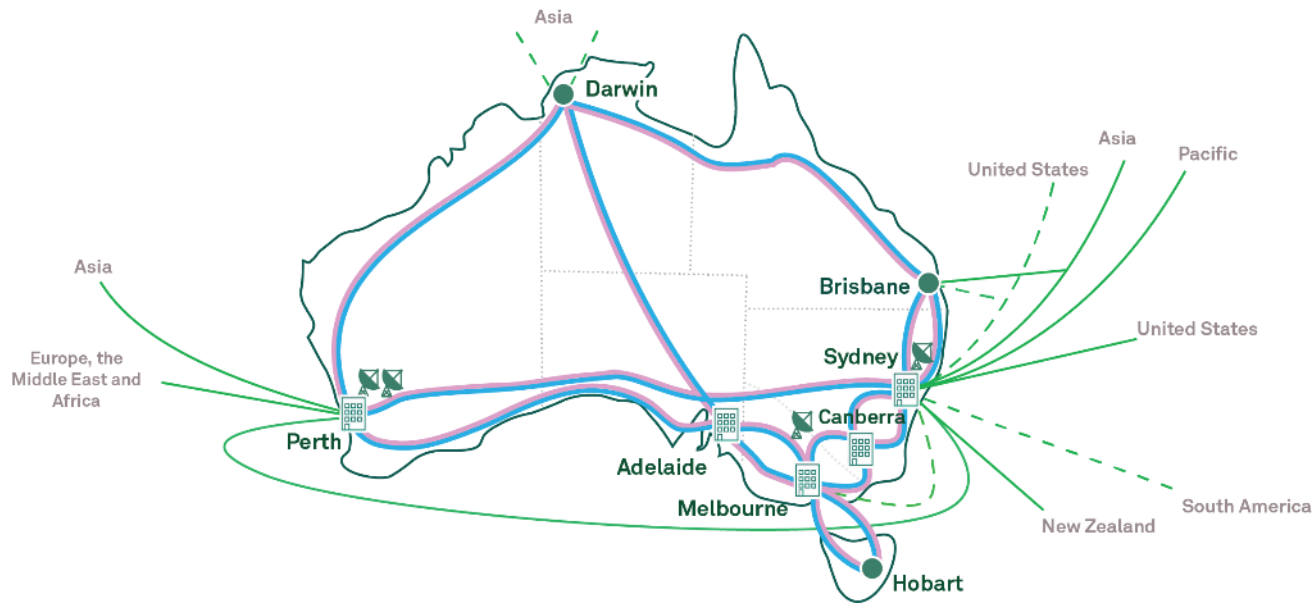 Asia
Darwin
Asia
Pacific
United States
Asia
Brisbane
United States
Sydney
Europe, the
Middle East and
Africa
Canberra
Perth
Adelaide
Melbourne
South America
New Zealand
Hobart